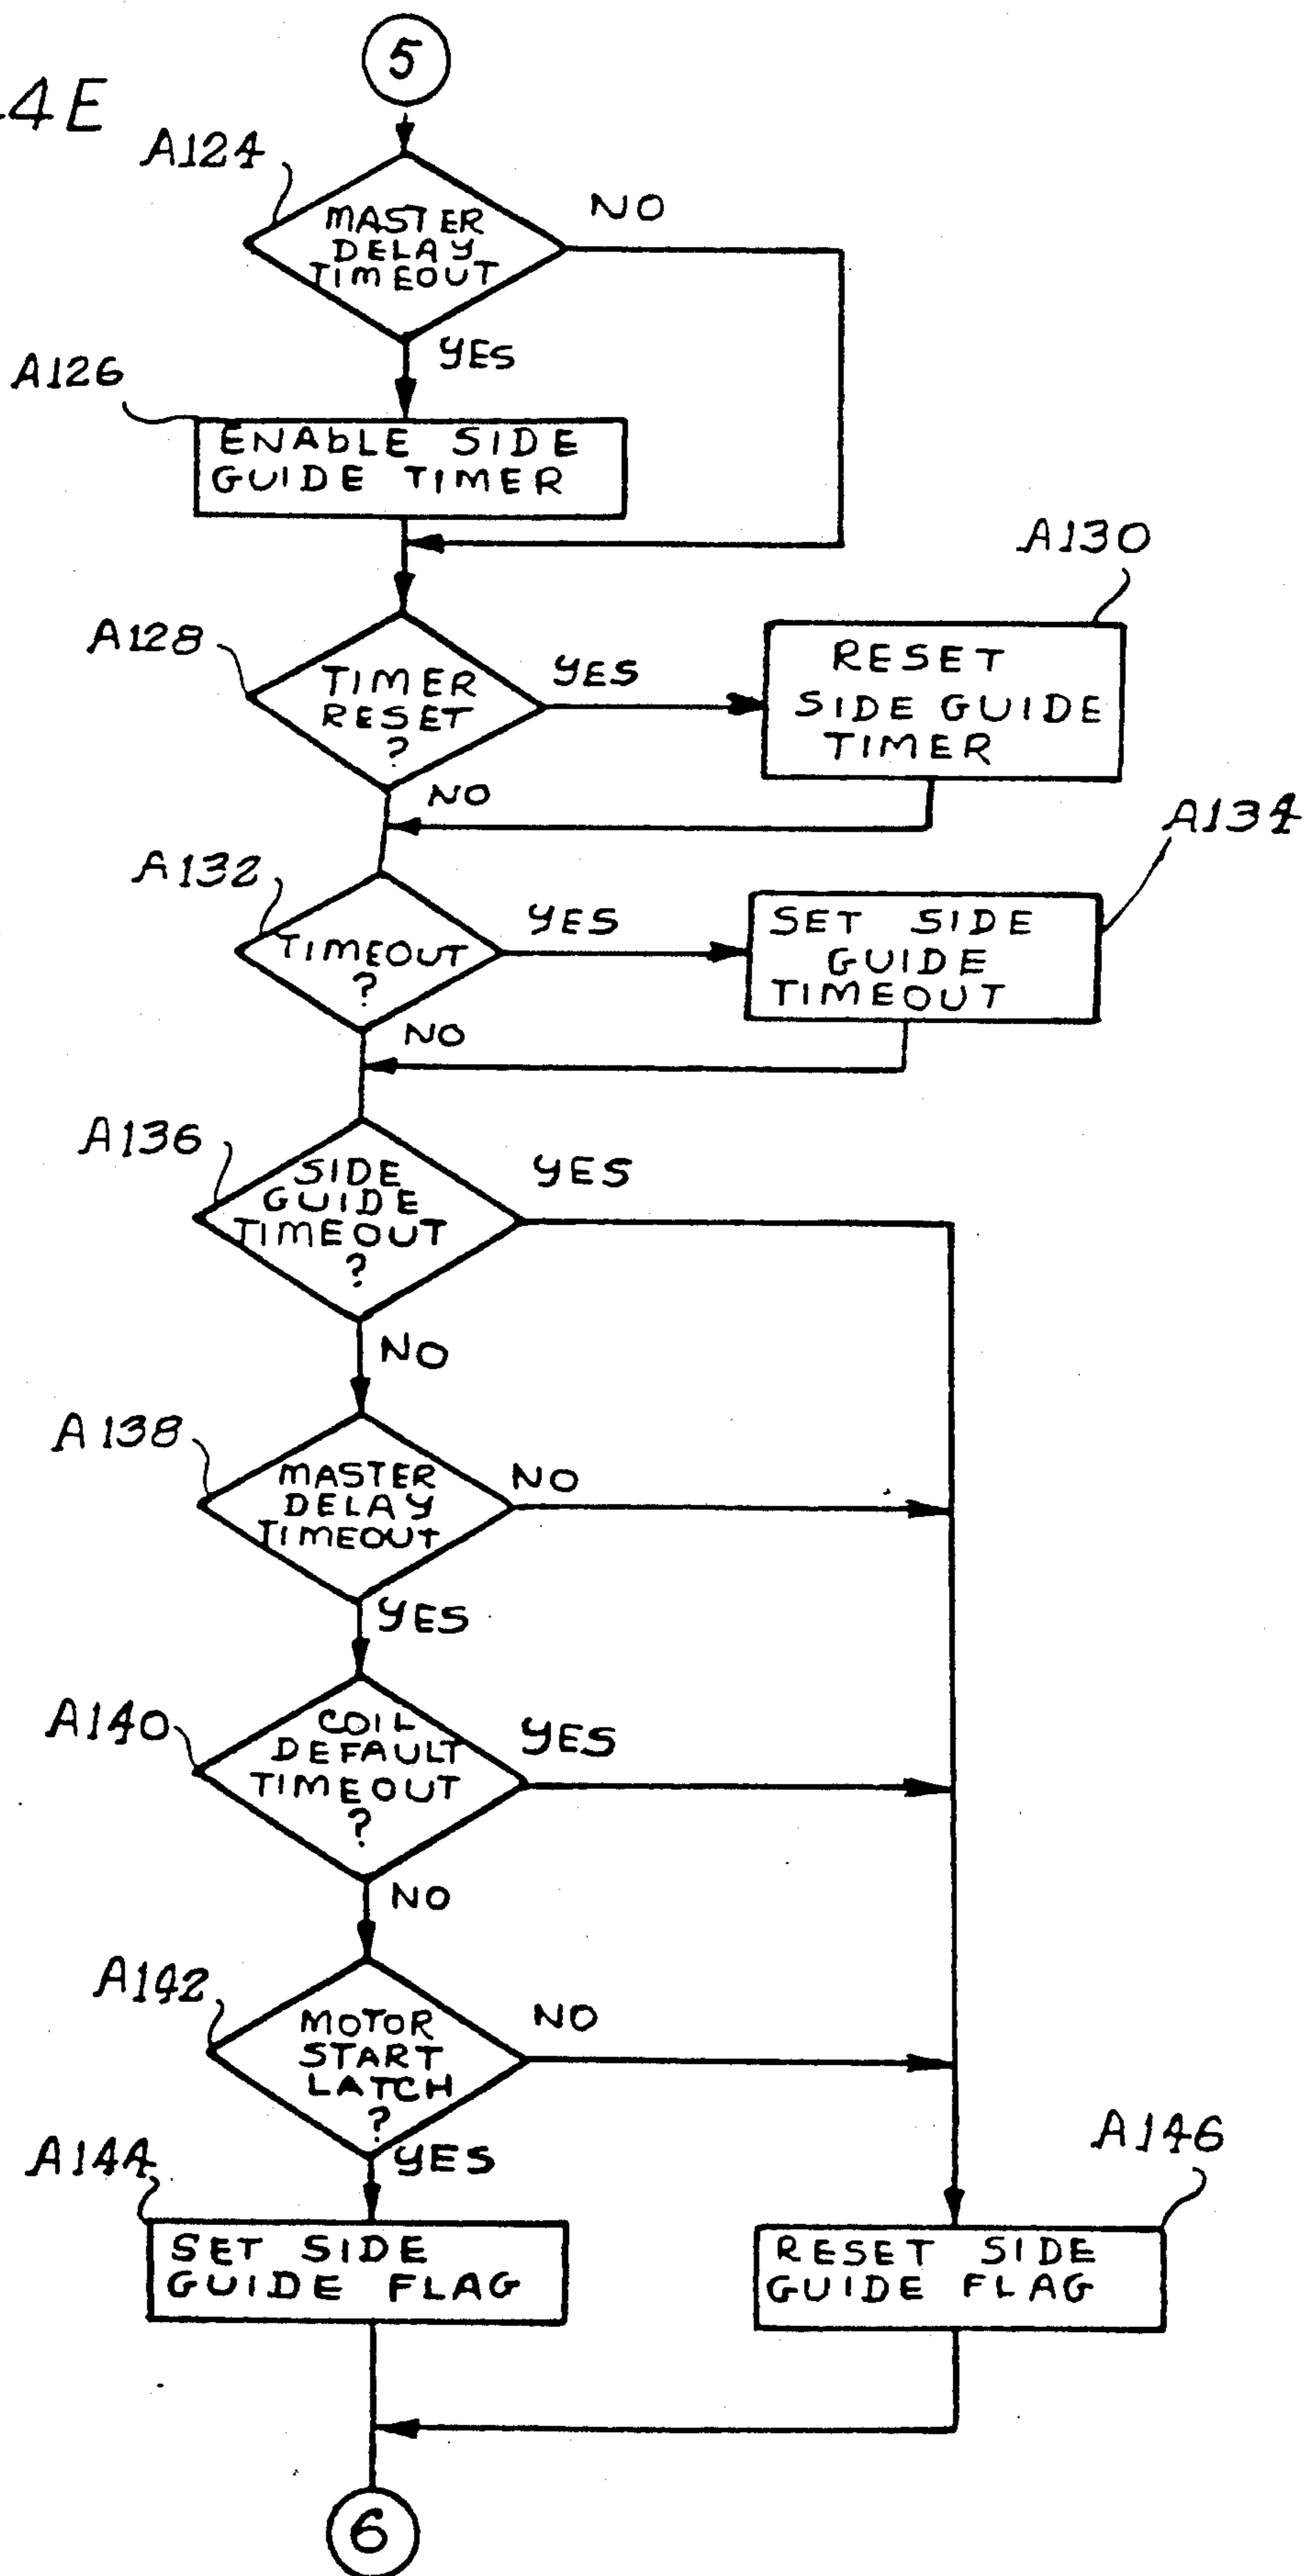 5
4E
A124
MASTER
DELAY
TIMEOUT
NO
YES
A126
ENABLE SIDE
GUIDE TIMER
A128
TIMER
RESET
?
YES
A130
RESET
SIDE GUIDE
TIMER
NO
A132
TIMEOUT
?
YES
A134
SET SIDE
GUIDE
TIMEOUT
NO
A136
SIDE
GUIDE
TIMEOUT
?
YES
NO
A138
MASTER
DELAY
TIMEOUT
NO
YES
A140
COIL
DEFAULT
TIMEOUT
?
YES
NO
A142
MOTOR
START
LATCH
?
NO
YES
A144
SET SIDE
GUIDE FLAG
A146
RESET SIDE
GUIDE FLAG
6